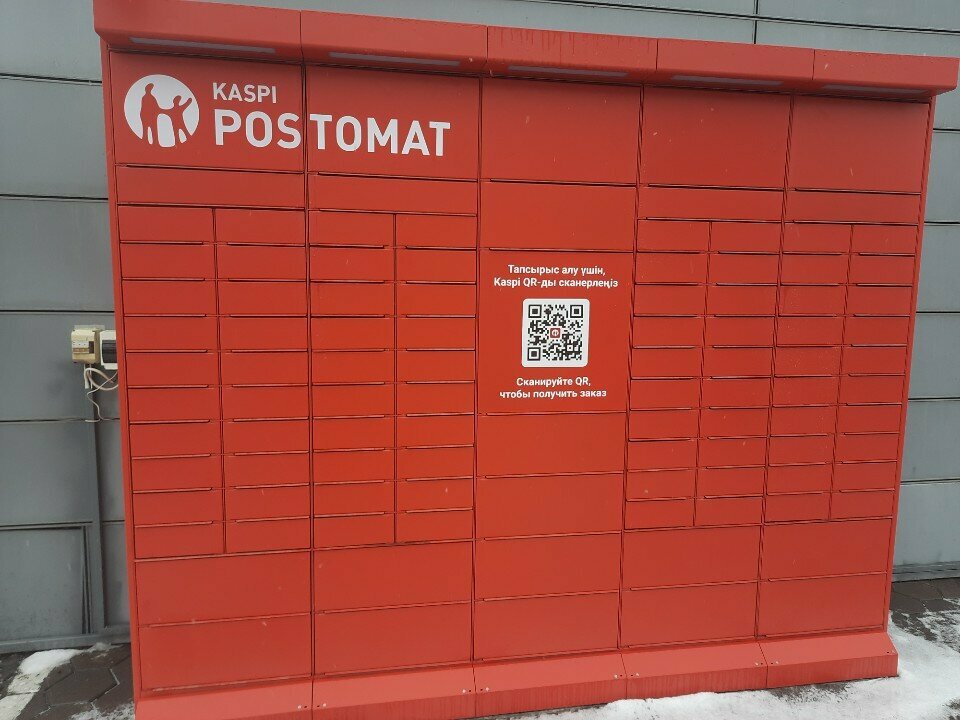 KASPI
POSTOMAT
Тапсырыс алу үшін,
Kaspi QR-ды сканерлеңіз
Сканируйте QR,
чтобы получить заказ